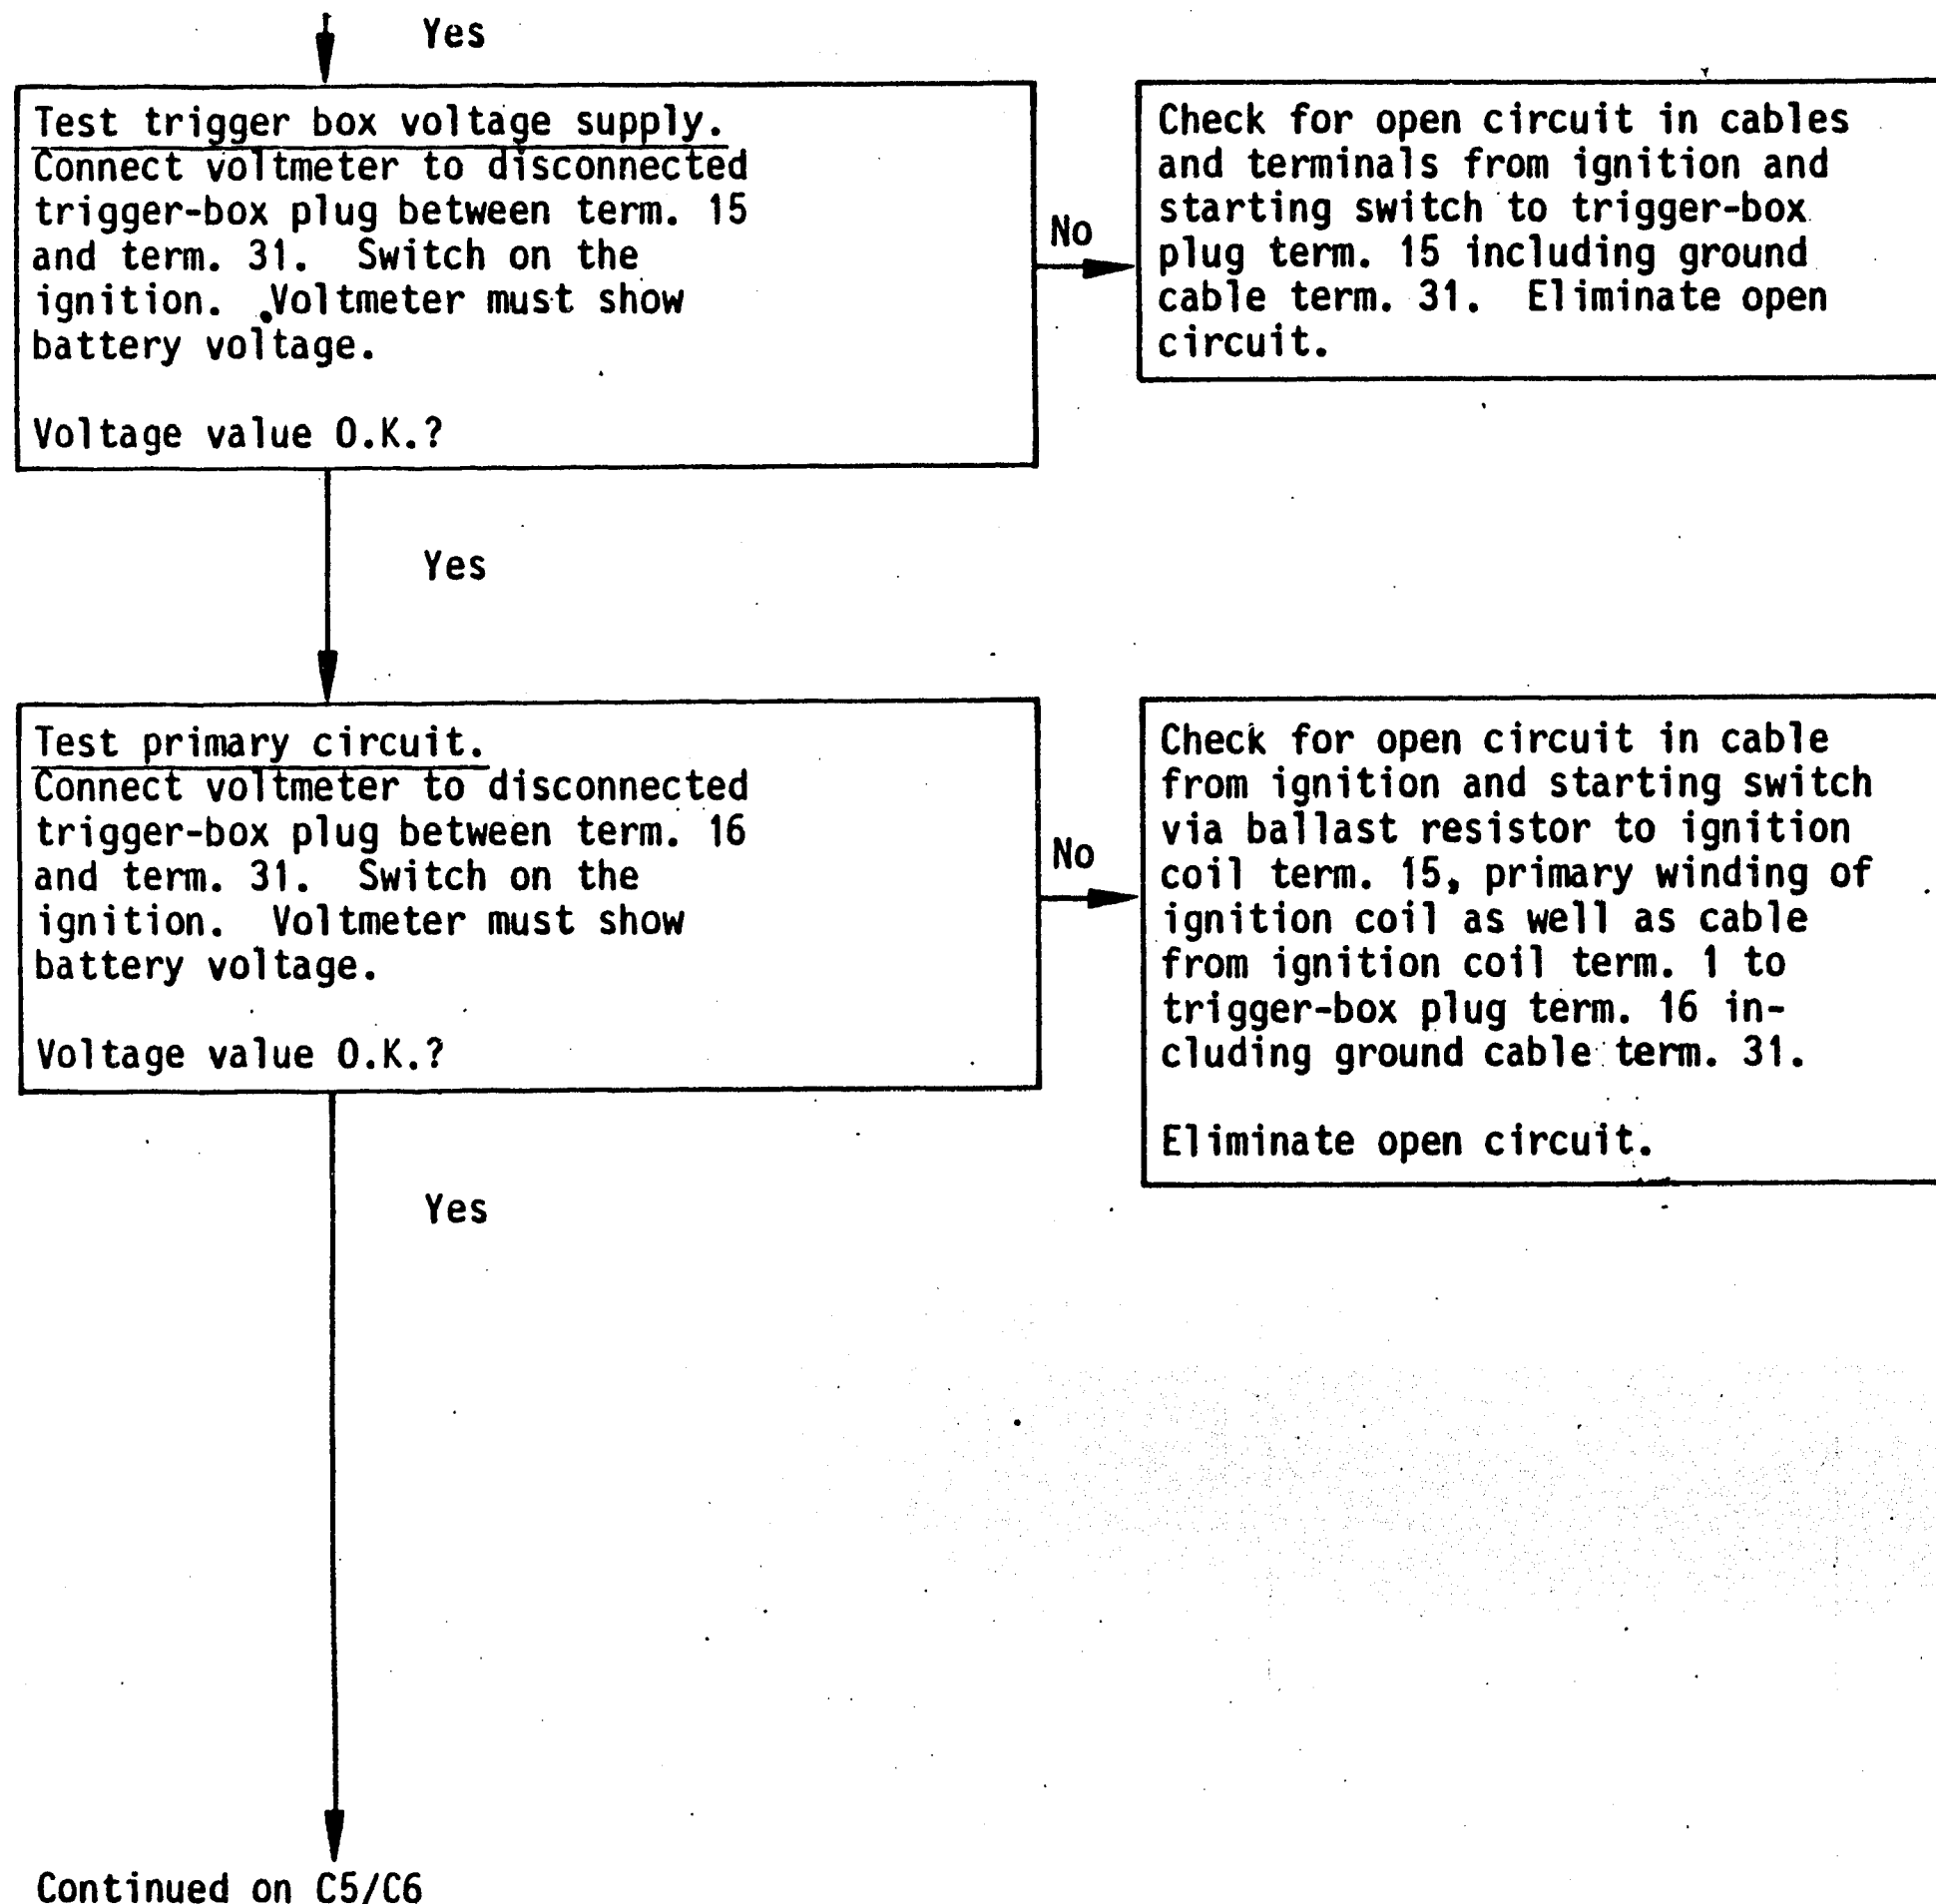 Yes
Test trigger box voltage supply.
Connect voltmeter to disconnected
trigger-box plug between term. 15
and term. 31.  Switch on the
ignition.  Voltmeter must show
battery voltage.
Voltage value O.K.?
No
Check for open circuit in cables
and terminals from ignition and
starting switch to trigger-box
plug term. 15 including ground
cable term. 31.  Eliminate open
circuit.
Yes
Test primary circuit.
Connect voltmeter to disconnected
trigger-box plug between term. 16
and term. 31.  Switch on the
ignition.  Voltmeter must show
battery voltage.
Voltage value O.K.?
No
Check for open circuit in cable
from ignition and starting switch
via ballast resistor to ignition
coil term. 15, primary winding of
ignition coil as well as cable
from ignition coil term. 1 to
trigger-box plug term. 16 in-
cluding ground cable term. 31.
Eliminate open circuit.
Yes
Continued on C5/C6